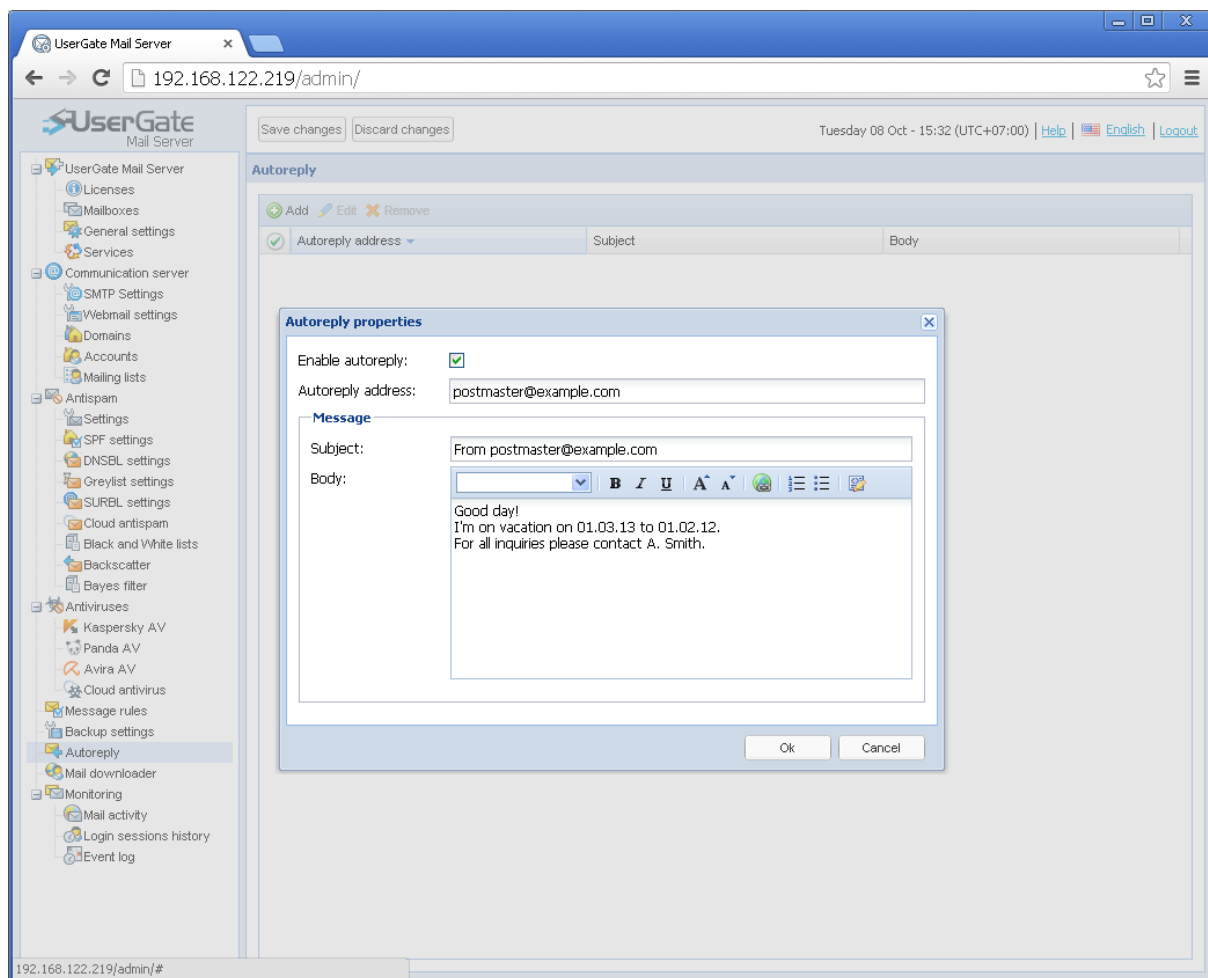 UserGate Mail Server
192.168.122.219/admin/
UserGate
Mail Server
Save changes Discard changes
Tuesday 08 Oct - 15:32 (UTC+07:00) | Help | English | Logout
UserGate Mail Server
Licenses
Mailboxes
General settings
Services
Communication server
SMTP Settings
Webmail settings
Domains
Accounts
Mailing lists
Antispam
Settings
SPF settings
DNSBL settings
Greylist settings
SURBL settings
Cloud antispam
Black and White lists
Backscatter
Bayes filter
Antiviruses
Kaspersky AV
Panda AV
Avira AV
Cloud antivirus
Message rules
Backup settings
Autoreply
Mail downloader
Monitoring
Mail activity
Login sessions history
Event log
Autoreply
Add Edit Remove
Autoreply address Subject Body
Autoreply properties
Enable autoreply:
Autoreply address: postmaster@example.com
Message
Subject: From postmaster@example.com
Body:
B I U A A
Good day!
I'm on vacation on 01.03.13 to 01.02.12.
For all inquiries please contact A. Smith.
Ok Cancel
192.168.122.219/admin/#